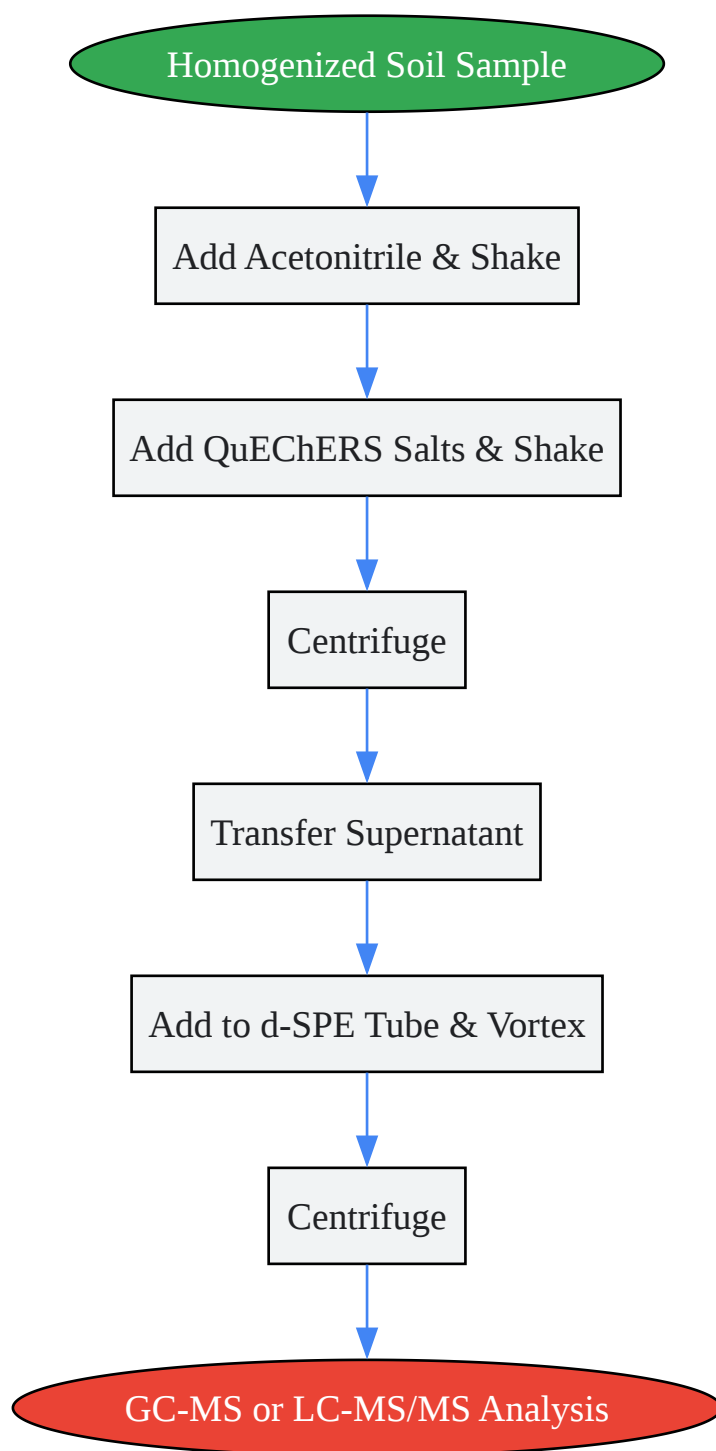 Homogenized Soil Sample
Add Acetonitrile & Shake
Add QuEChERS Salts & Shake
Centrifuge
Transfer Supernatant
Add to d-SPE Tube & Vortex
Centrifuge
GC-MS or LC-MS/MS Analysis